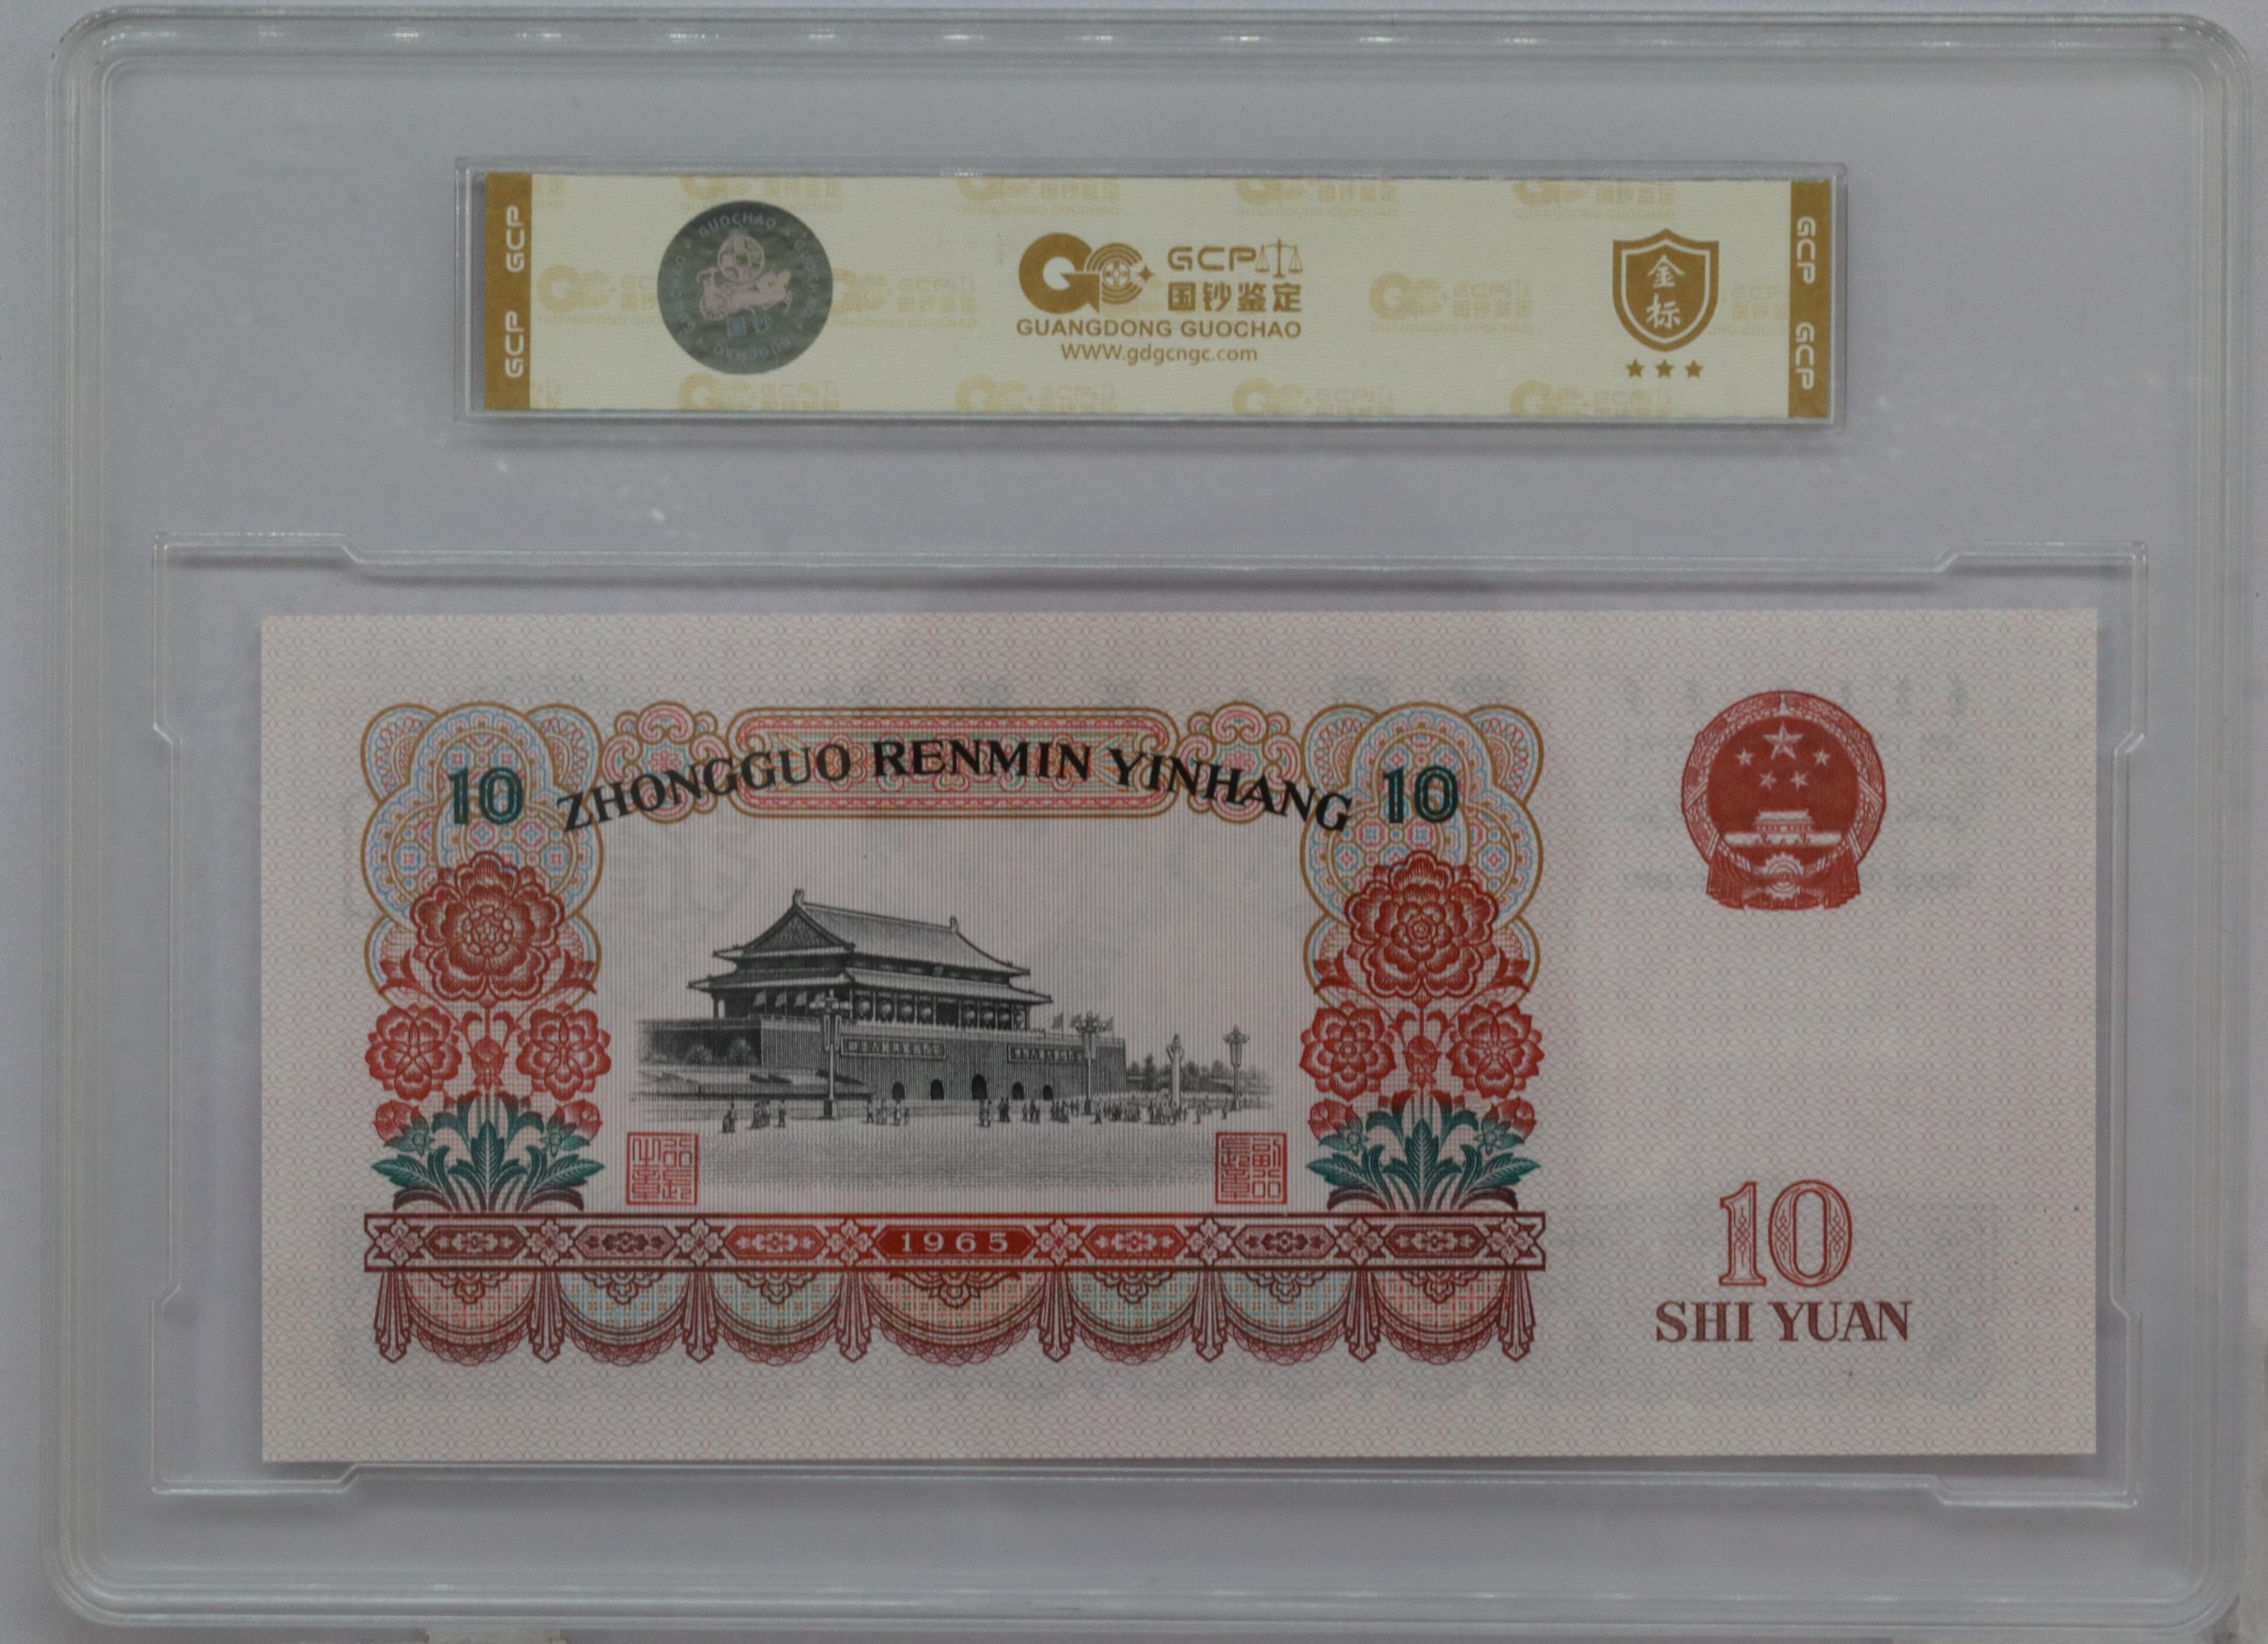 GCP
GCP
GUOCHAO
GCP
国钞鉴定
GUANGDONG GUOCHAO
WWW.gdgcngc.com
金
标
GCP
GCP
10 ZHONGGUO RENMIN YINHANG 10
1965
10
SHI YUAN